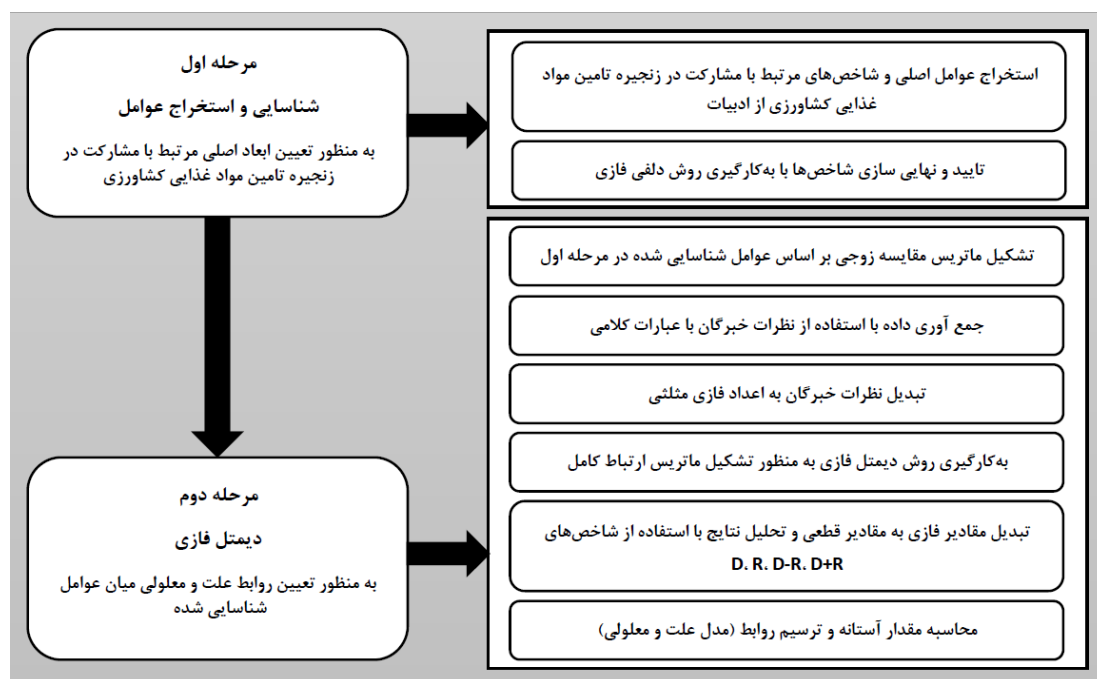 مرحله اول
شناسایی و استخراج عوامل
به منظور تعیین ابعاد اصلی مرتبط با مشارکت در
زنجیره تامین مواد غذایی کشاورزی
استخراج عوامل اصلی و شاخص‌های مرتبط با مشارکت در زنجیره تامین مواد
غذایی کشاورزی از ادبیات
تایید و نهایی سازی شاخص‌ها با به‌کارگیری روش دلفی فازی
مرحله دوم
دیمتل فازی
به منظور تعیین روابط علت و معلولی میان عوامل
شناسایی شده
تشکیل ماتریس مقایسه زوجی بر اساس عوامل شناسایی شده در مرحله اول
جمع آوری داده با استفاده از نظرات خبرگان با عبارات کلامی
تبدیل نظرات خبرگان به اعداد فازی مثلثی
به‌کارگیری روش دیمتل فازی به منظور تشکیل ماتریس ارتباط کامل
تبدیل مقادیر فازی به مقادیر قطعی و تحلیل نتایج با استفاده از شاخص‌های
D، R، D-R، D+R
محاسبه مقدار آستانه و ترسیم روابط (مدل علت و معلولی)